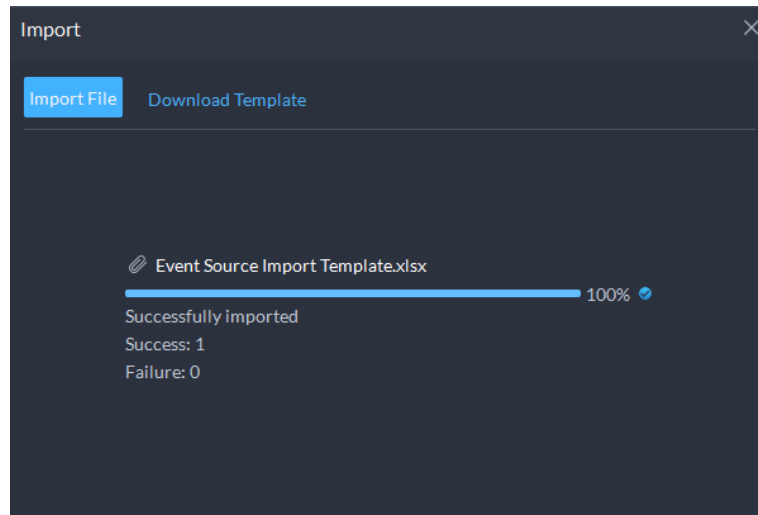 Import
Import File
Download Template
Event Source Import Template.xlsx
100%
Successfully imported
Success: 1
Failure: 0